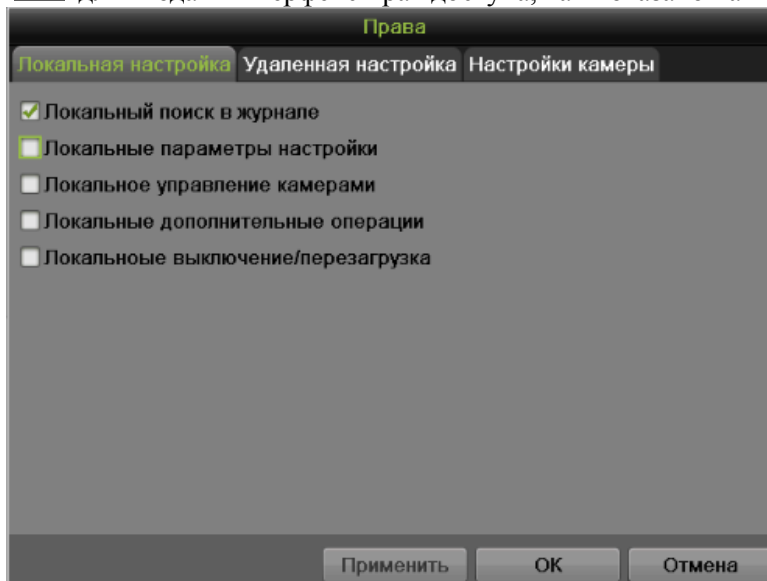 Права
Локальная настройка Удаленная настройка Настройки камеры
Локальный поиск в журнале
Локальные параметры настройки
Локальное управление камерами
Локальные дополнительные операции
Локальноые выключение/перезагрузка
Применить ОК Отмена